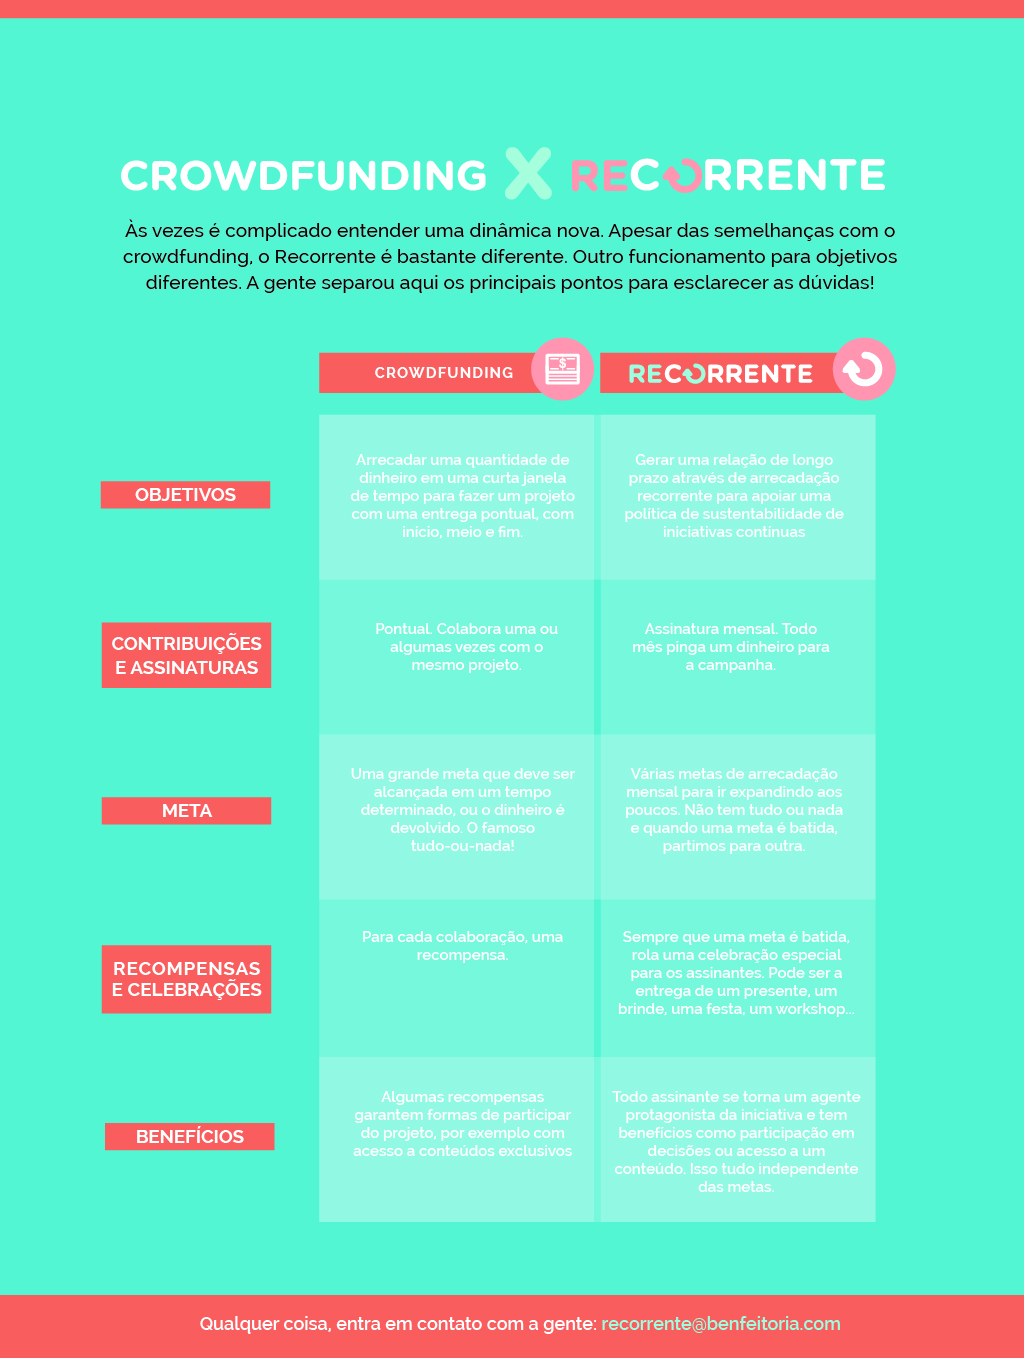 CROWDFUNDING X RECORRENTE
Às vezes é complicado entender uma dinâmica nova. Apesar das semelhanças com o
crowdfunding, o Recorrente é bastante diferente. Outro funcionamento para objetivos
diferentes. A gente separou aqui os principais pontos para esclarecer as dúvidas!
CROWDFUNDING
$
RECORRENTE
OBJETIVOS
Arrecadar uma quantidade de
dinheiro em uma curta janela
de tempo para fazer um projeto
com uma entrega pontual, com
início, meio e fim.
Gerar uma relação de longo
prazo através de arrecadação
recorrente para apoiar uma
política de sustentabilidade de
iniciativas contínuas
CONTRIBUIÇÕES
E ASSINATURAS
Pontual. Colabora uma ou
algumas vezes com o
mesmo projeto.
Assinatura mensal. Todo
mês pinga um dinheiro para
a campanha.
META
Uma grande meta que deve ser
alcançada em um tempo
determinado, ou o dinheiro é
devolvido. O famoso
tudo-ou-nada!
Várias metas de arrecadação
mensal para ir expandindo aos
poucos. Não tem tudo ou nada
e quando uma meta é batida,
partimos para outra.
RECOMPENSAS
E CELEBRAÇÕES
Para cada colaboração, uma
recompensa.
Sempre que uma meta é batida,
rola uma celebração especial
para os assinantes. Pode ser a
entrega de um presente, um
brinde, uma festa, um workshop...
BENEFÍCIOS
Algumas recompensas
garantem formas de participar
do projeto, por exemplo com
acesso a conteúdos exclusivos
Todo assinante se torna um agente
protagonista da iniciativa e tem
benefícios como participação em
decisões ou acesso a um
conteúdo. Isso tudo independente
das metas.
Qualquer coisa, entra em contato com a gente: recorrente@benfeitoria.com